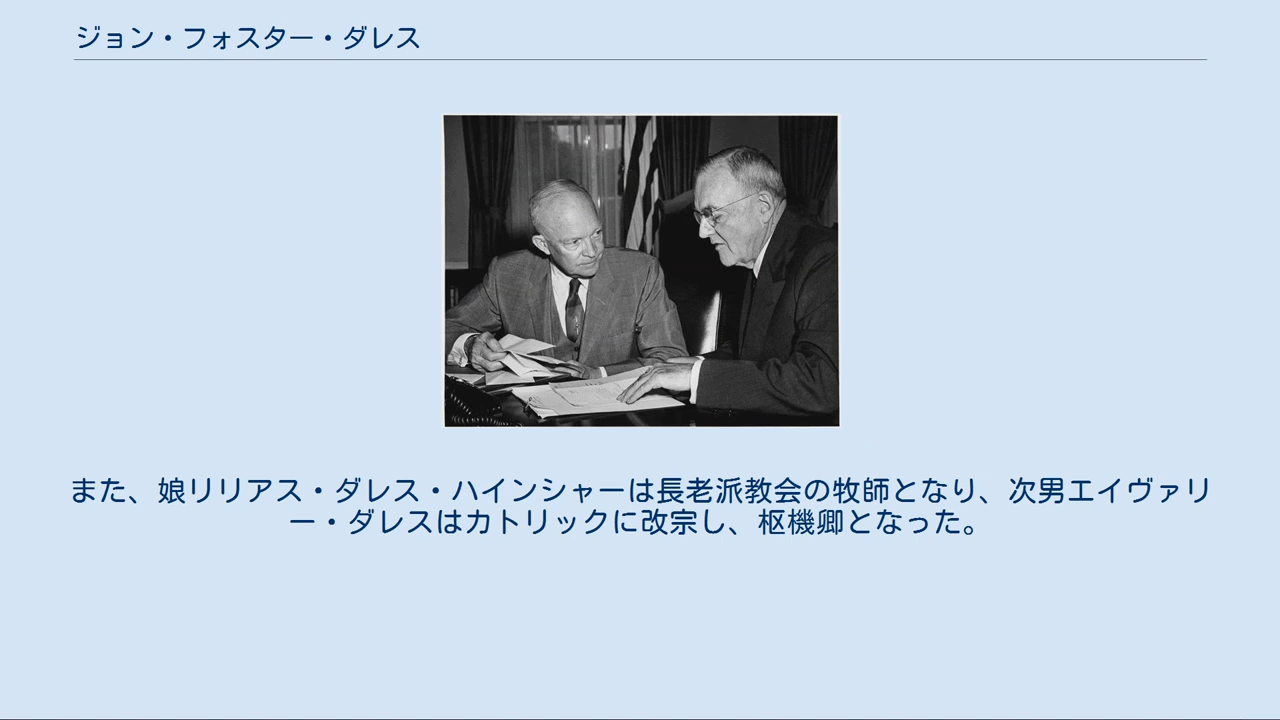 ジョン・フォスター・ダレス
また、娘リリアス・ダレス・ハインシャーは長老派教会の牧師となり、次男エイヴァリ
ー・ダレスはカトリックに改宗し、枢機卿となった。